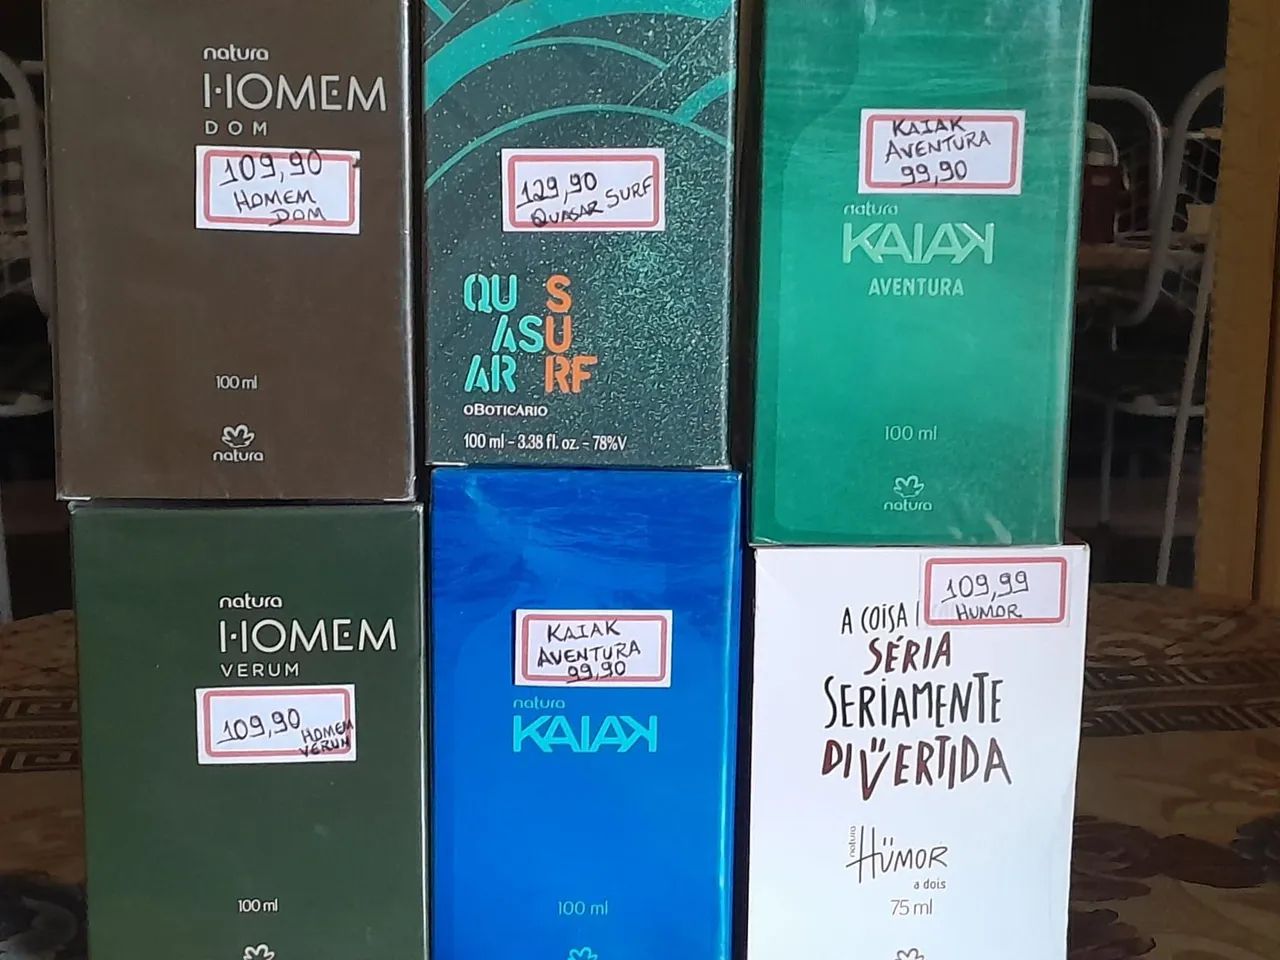 natura
HOMEM
DOM
109,90
HOMEM
DOM
100 ml
natura
129,90
QUASAR SURF
QU S
ASU
AR RF
oBOTICÁRIO
100 ml - 3.38 fl. oz. - 78%V
KAIAK
AVENTURA
99,90
natura
KAIAK
AVENTURA
100 ml
natura
natura
HOMEM
VERUM
109,90 HOMEM
VERUM
100 ml
KAIAK
AVENTURA
99,90
natura
KAIAK
100 ml
109,99
HUMOR
A COISA
SÉRIA
SERIAMENTE
DIVERTIDA
natura
HUMOR
a dois
75 ml